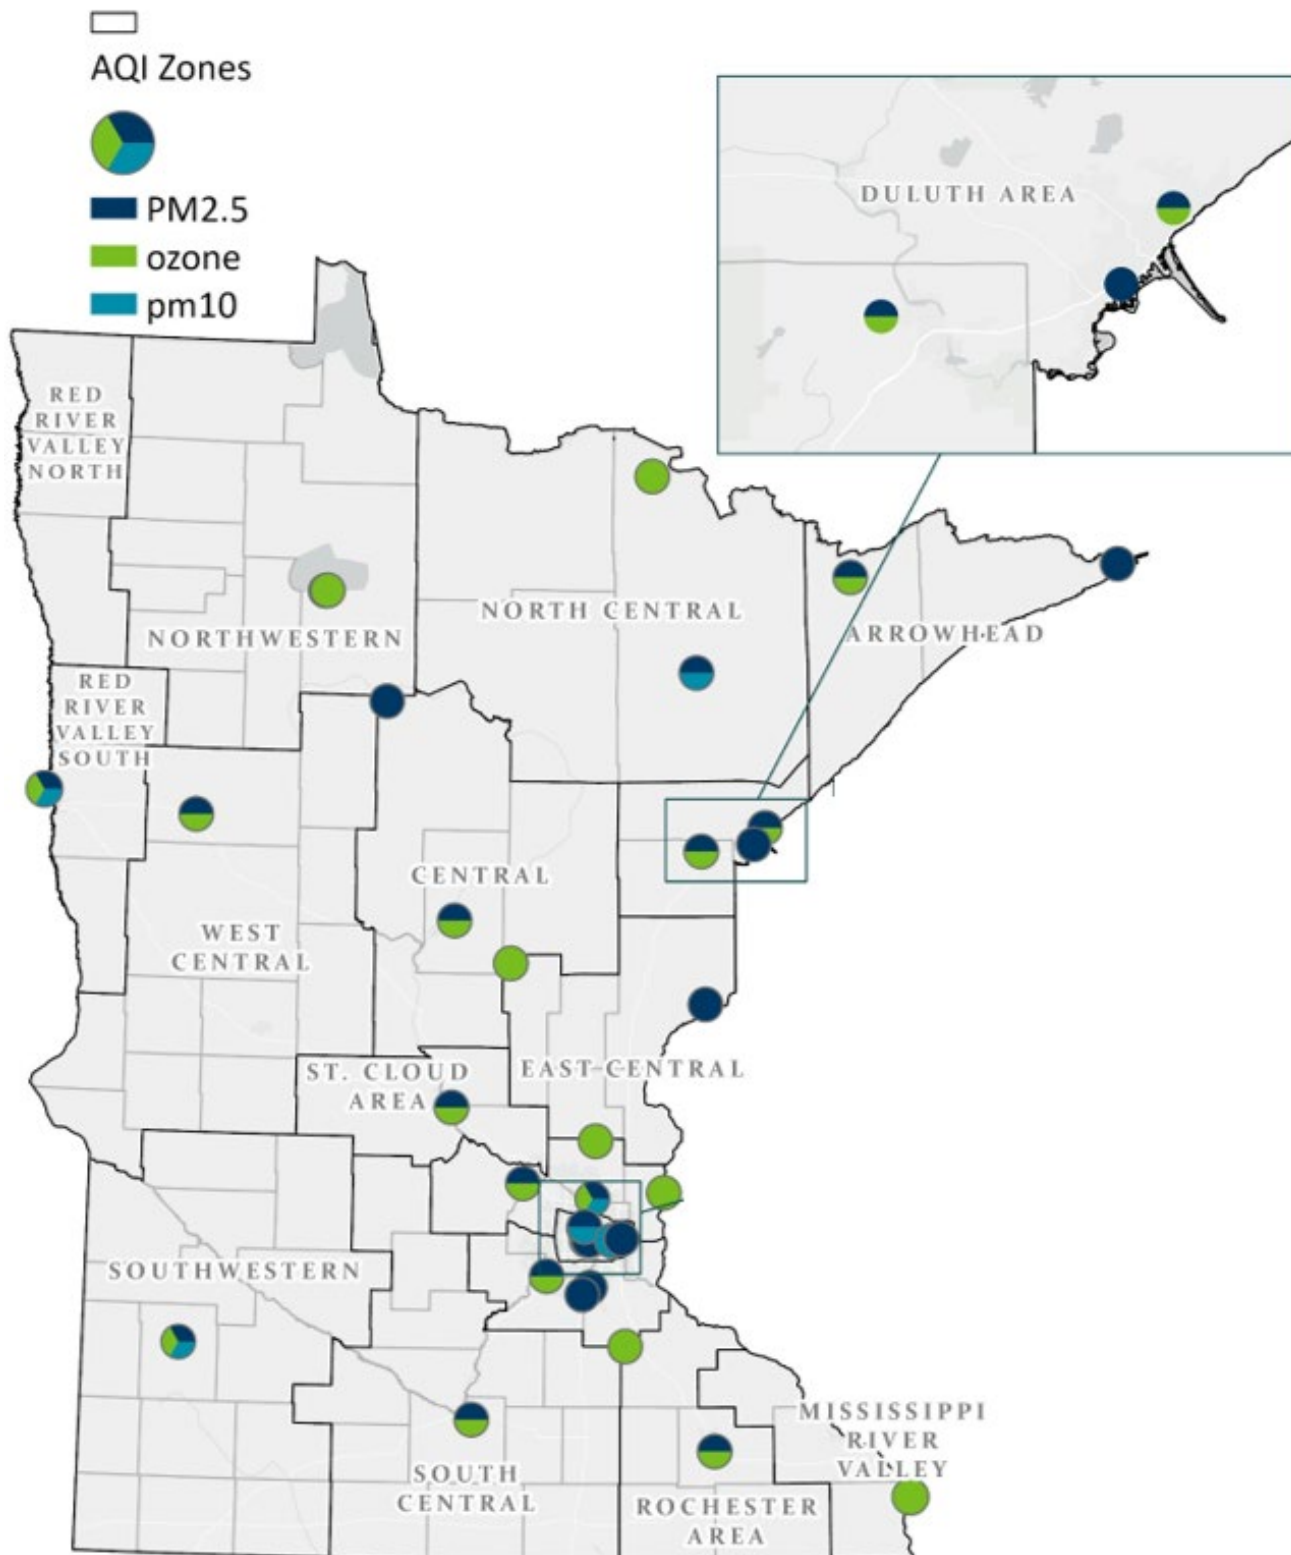 AQI Zones
PM2.5
ozone
pm10
DULUTH AREA
RED
RIVER
VALLEY
NORTH
NORTHWESTERN
NORTH CENTRAL
ARROWHEAD
RED
RIVER
VALLEY
SOUTH
CENTRAL
WEST
CENTRAL
ST. CLOUD
AREA
EAST CENTRAL
SOUTHWESTERN
SOUTH
CENTRAL
MISSISSIPPI
RIVER
VALLEY
ROCHESTER
AREA